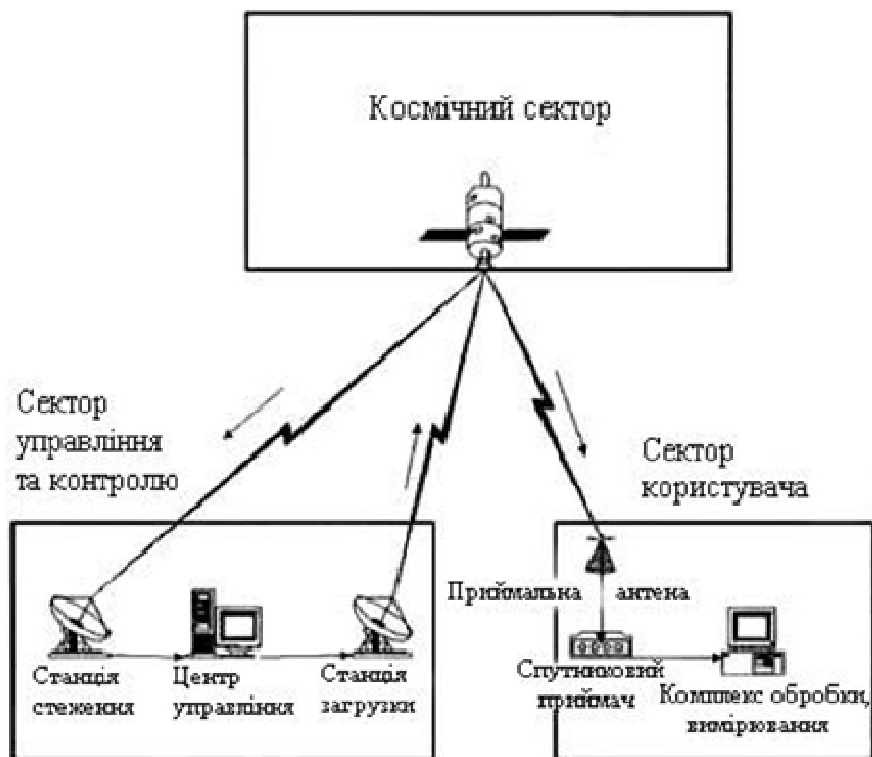 Космічний сектор
Сектор
управління
та контролю
Сектор
користувача
Приймальна антена
Станція
стеження
Центр
управління
Станція
загрузки
Спутниковий
приймач
Комплекс обробки,
вимірювання